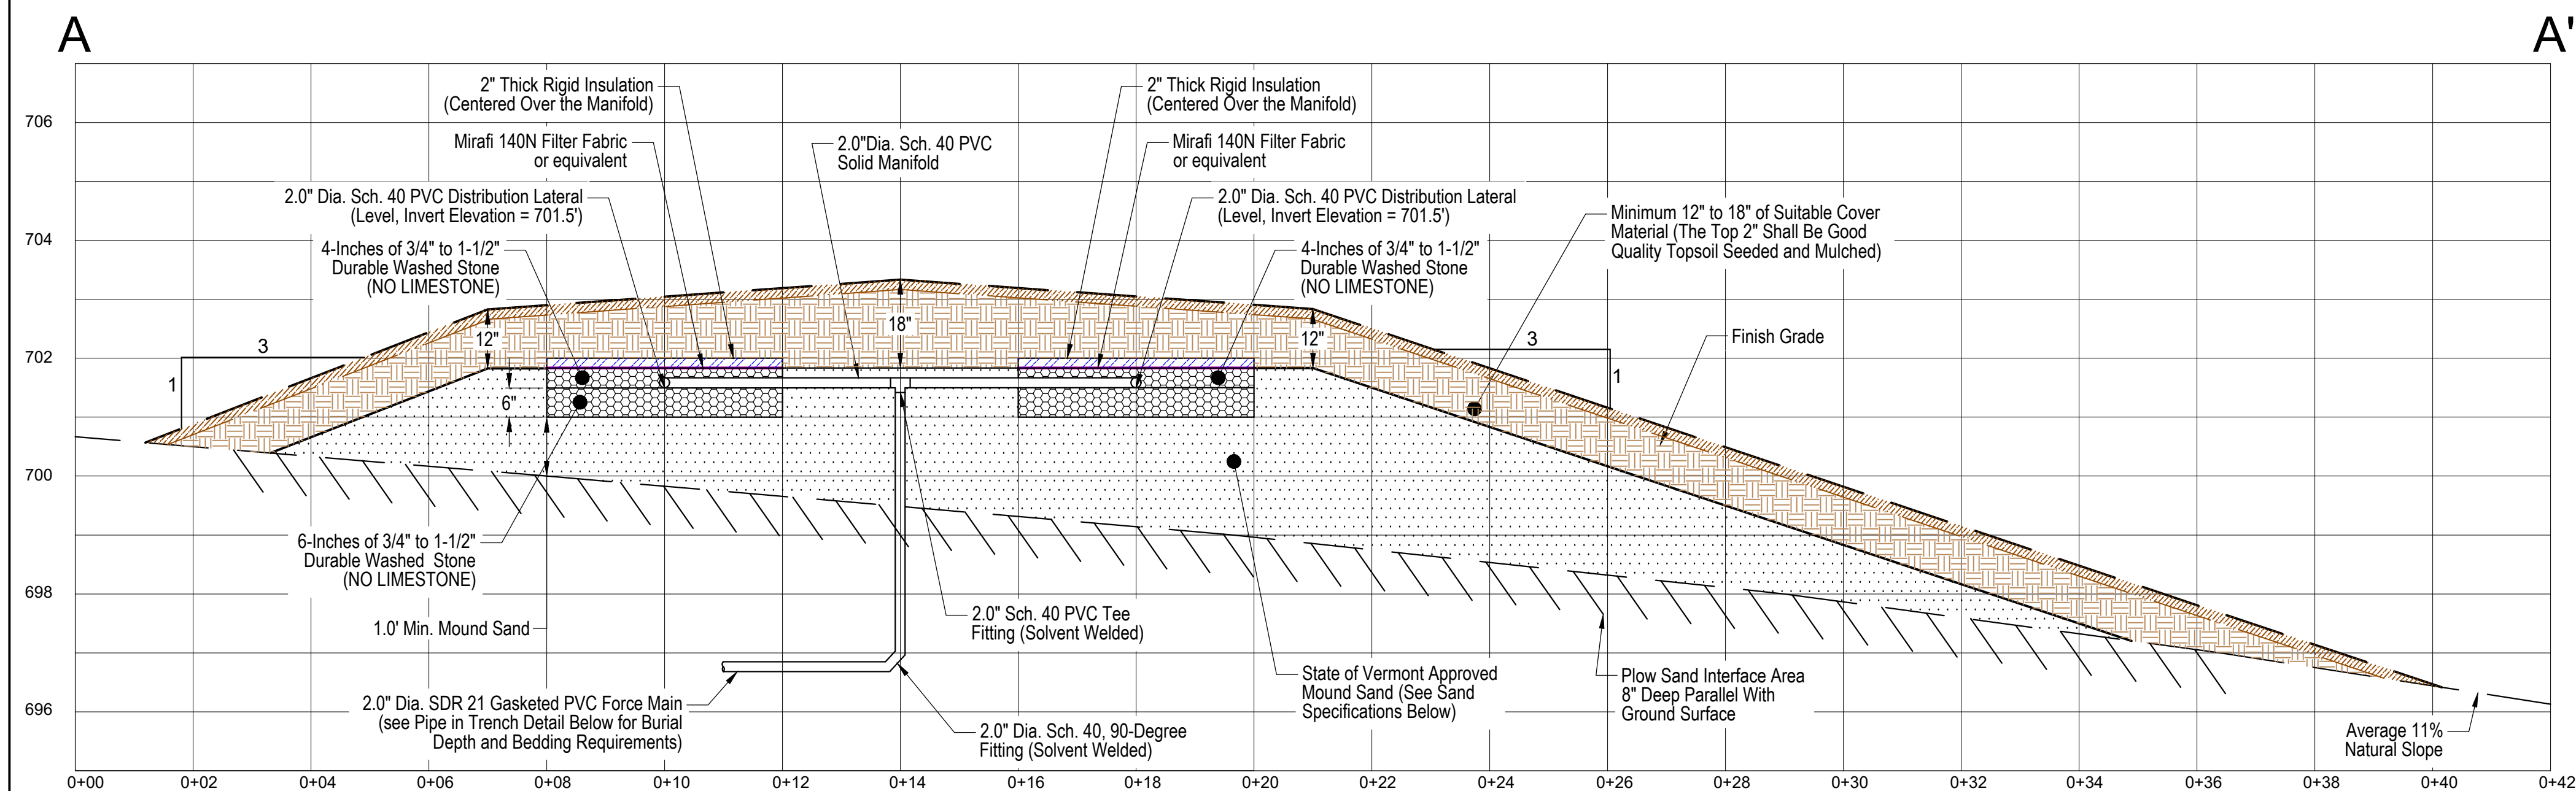 A
A'
2" Thick Rigid Insulation
(Centered Over the Manifold)
2" Thick Rigid Insulation
(Centered Over the Manifold)
706
Mirafi 140N Filter Fabric
or equivalent
2.0"Dia. Sch. 40 PVC
Solid Manifold
Mirafi 140N Filter Fabric
or equivalent
2.0" Dia. Sch. 40 PVC Distribution Lateral
(Level, Invert Elevation = 701.5')
2.0" Dia. Sch. 40 PVC Distribution Lateral
(Level, Invert Elevation = 701.5')
Minimum 12" to 18" of Suitable Cover
Material (The Top 2" Shall Be Good
Quality Topsoil Seeded and Mulched)
704
4-Inches of 3/4" to 1-1/2"
Durable Washed Stone
(NO LIMESTONE)
4-Inches of 3/4" to 1-1/2"
Durable Washed Stone
(NO LIMESTONE)
18"
12"
12"
Finish Grade
3
3
702
1
1
6"
700
6-Inches of 3/4" to 1-1/2"
Durable Washed  Stone
(NO LIMESTONE)
698
1.0' Min. Mound Sand
2.0" Sch. 40 PVC Tee
Fitting (Solvent Welded)
State of Vermont Approved
Mound Sand (See Sand
Specifications Below)
Plow Sand Interface Area
8" Deep Parallel With
Ground Surface
696
2.0" Dia. SDR 21 Gasketed PVC Force Main
(see Pipe in Trench Detail Below for Burial
Depth and Bedding Requirements)
2.0" Dia. Sch. 40, 90-Degree
Fitting (Solvent Welded)
Average 11%
Natural Slope
0+00 0+02 0+04 0+06 0+08 0+10 0+12 0+14 0+16 0+18 0+20 0+22 0+24 0+26 0+28 0+30 0+32 0+34 0+36 0+38 0+40 0+42